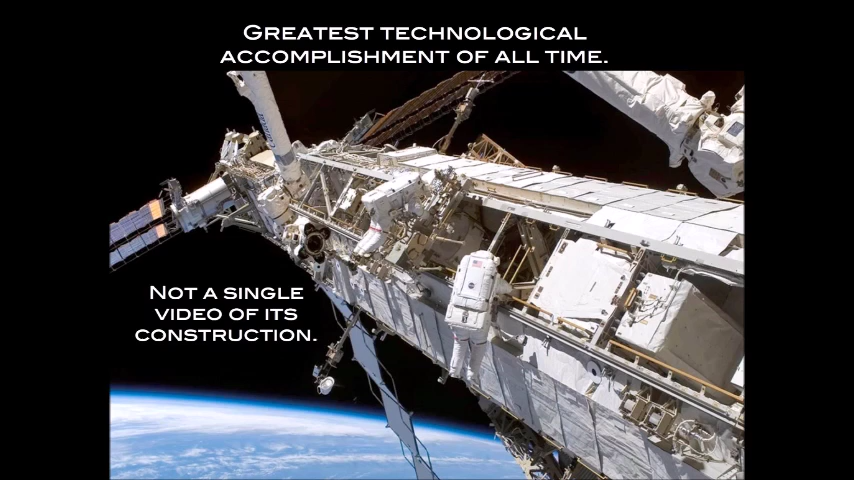 Greatest technological
accomplishment of all time.
Not a single
video of its
construction.